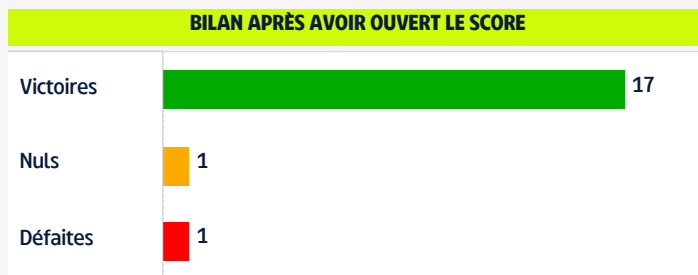 BILAN APRÈS AVOIR OUVERT LE SCORE
Victoires 17
Nuls 1
Défaites 1